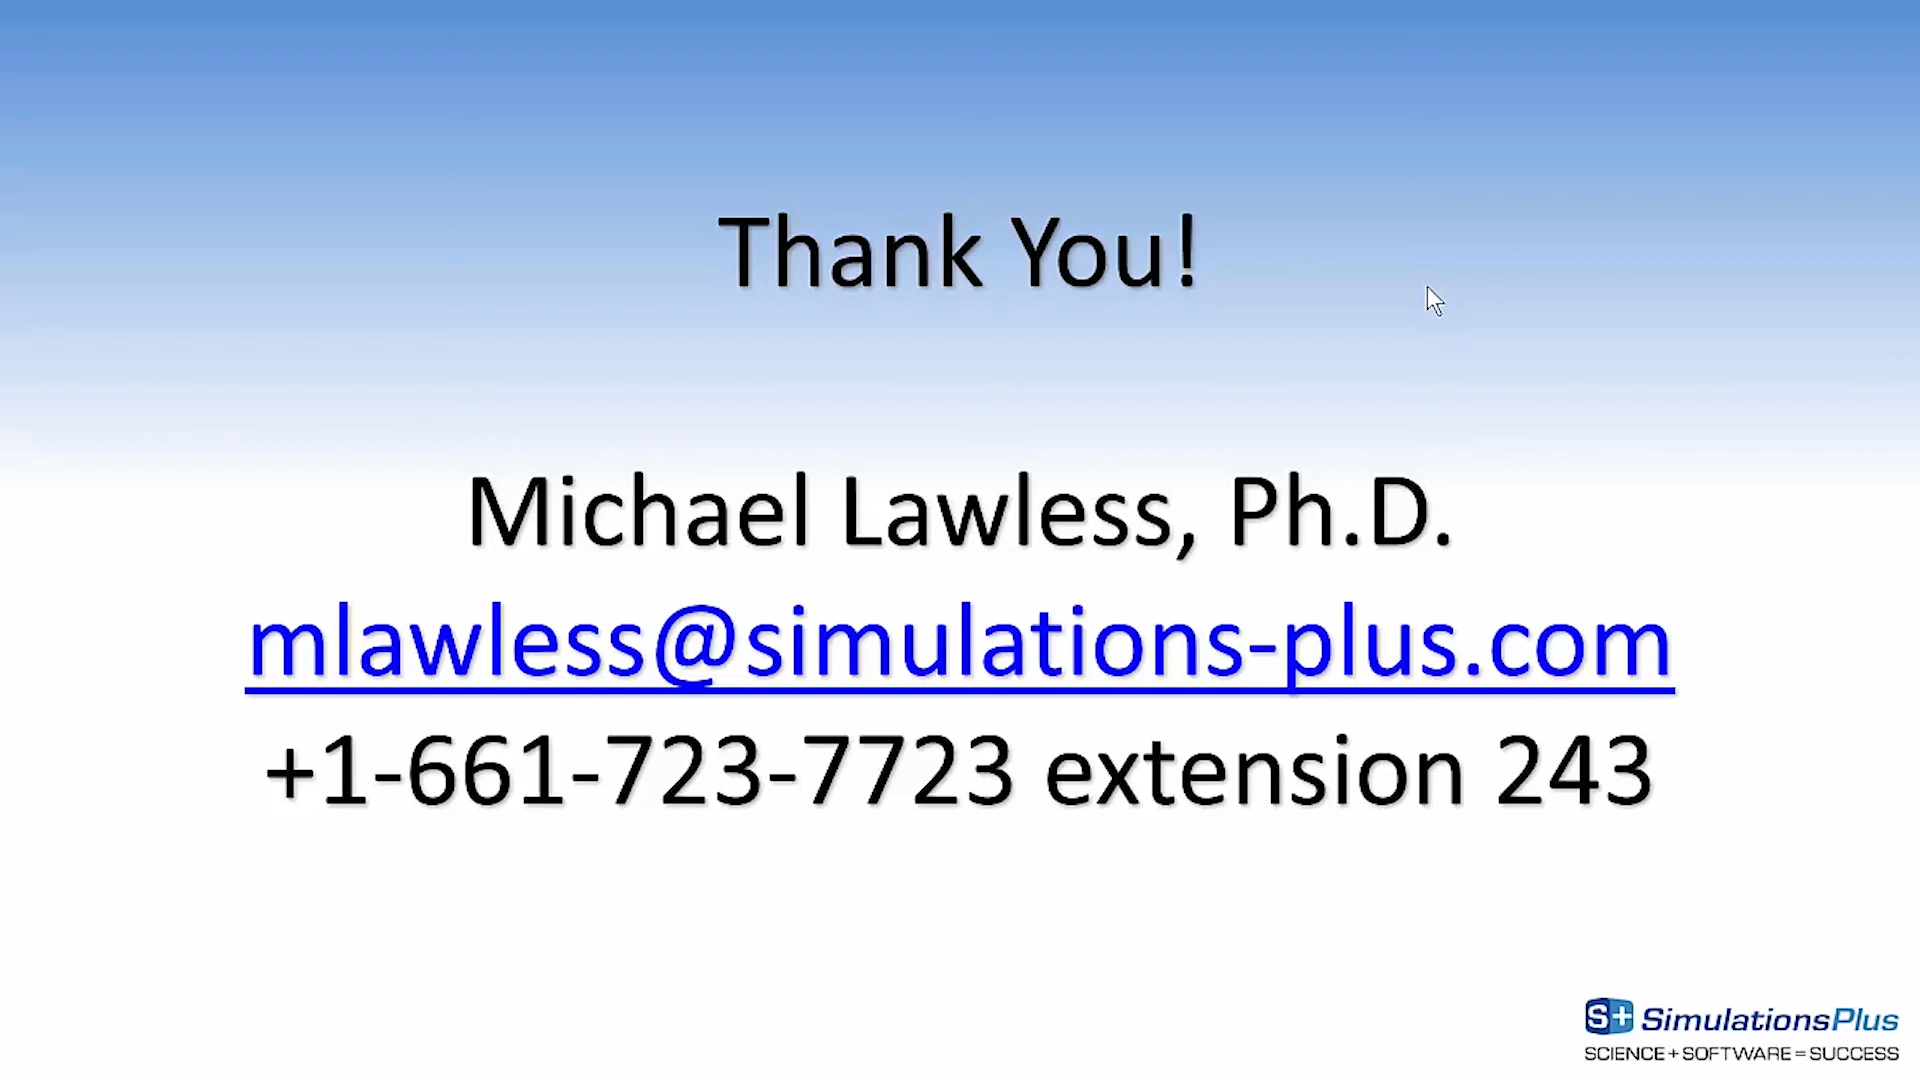 Thank You!
Michael Lawless, Ph.D.
mlawless@simulations-plus.com
+1-661-723-7723 extension 243
S+ SimulationsPlus
SCIENCE + SOFTWARE = SUCCESS